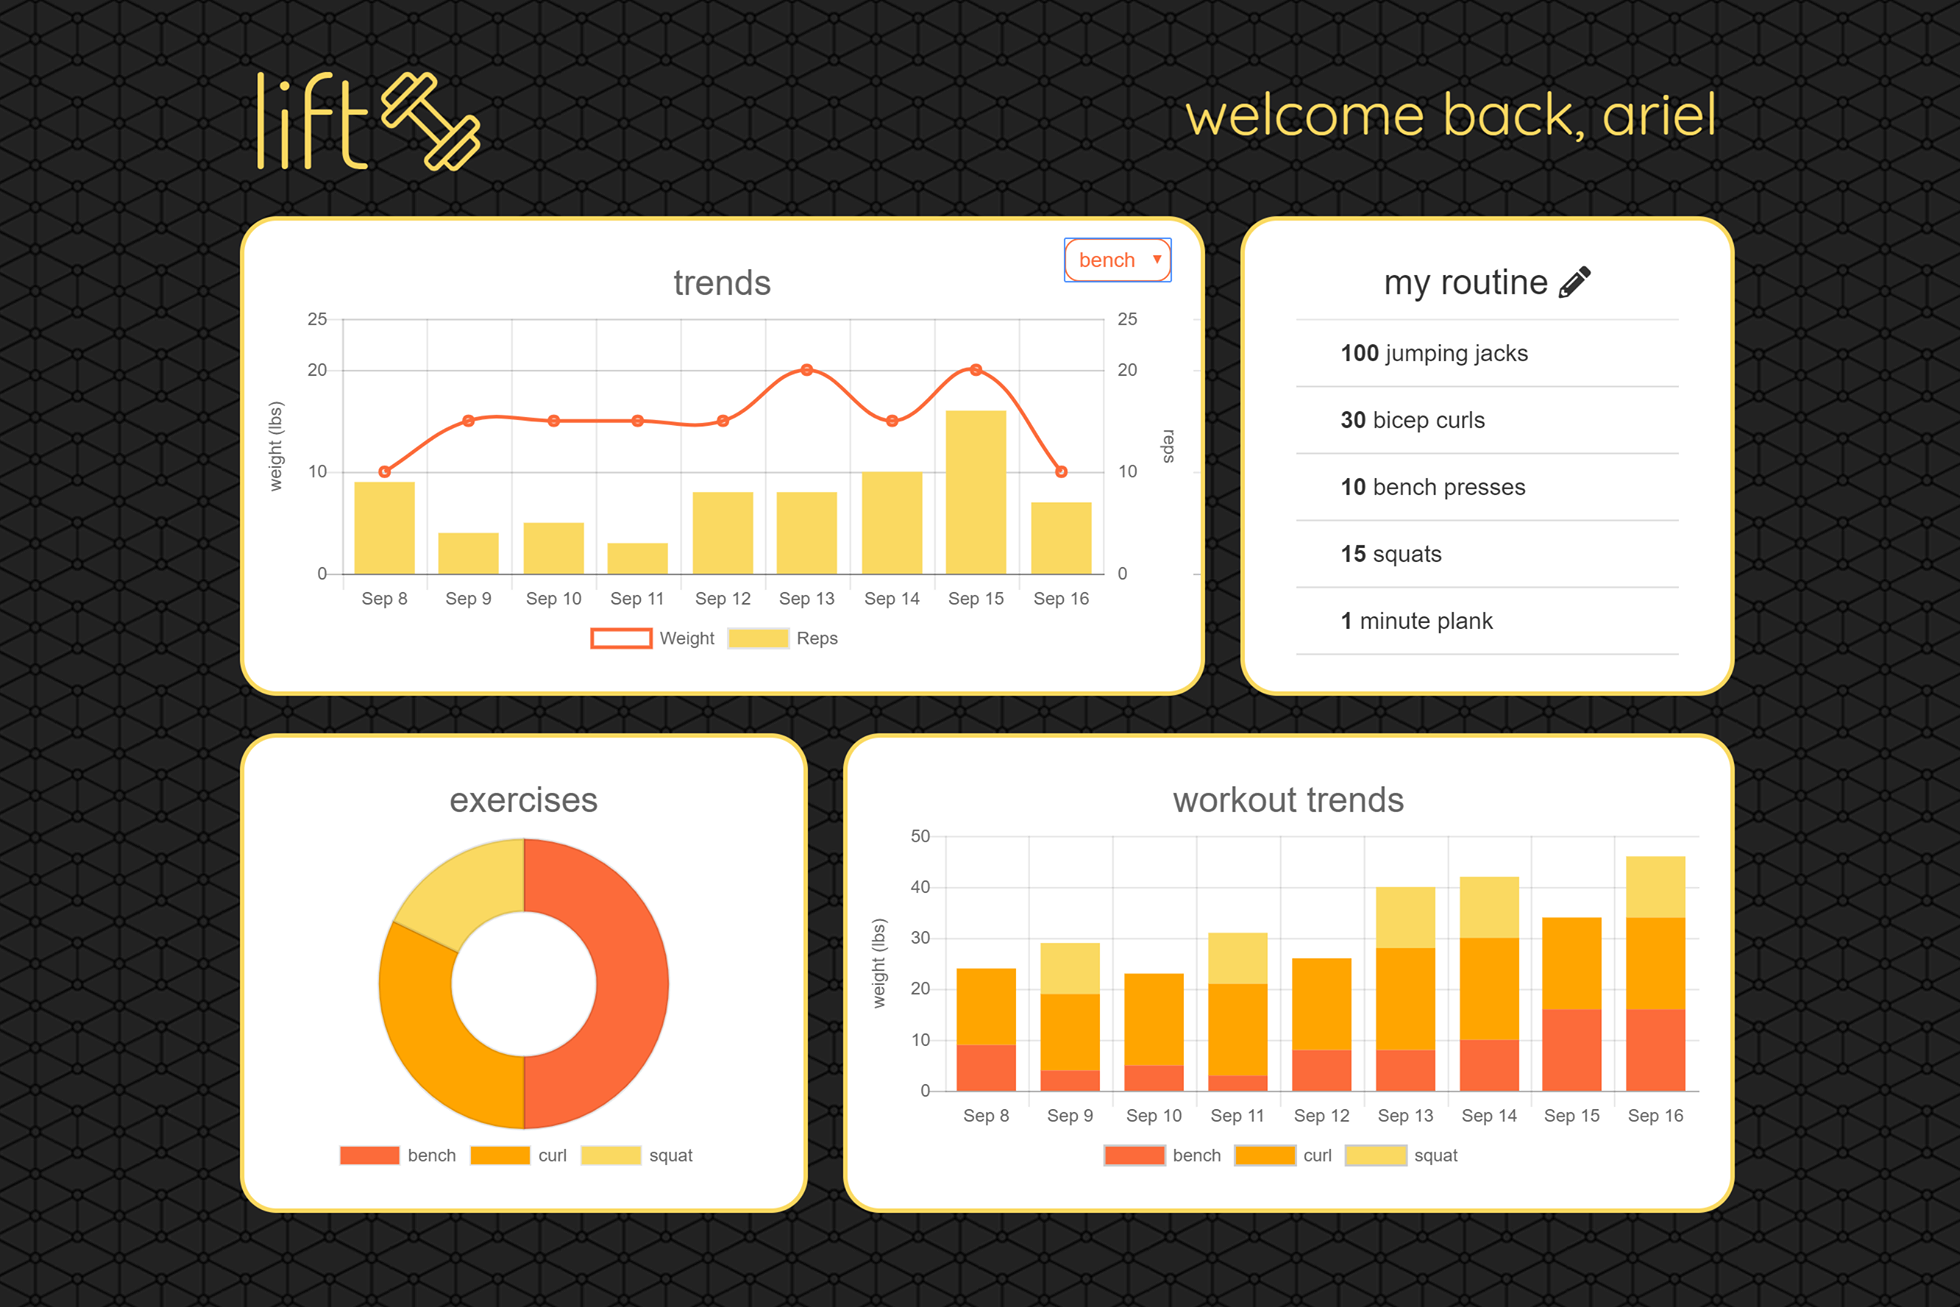 lift
welcome back, ariel
bench ▼
trends
25
20
10
0
weight (lbs)
25
20
10
0
reps
Sep 8 Sep 9 Sep 10 Sep 11 Sep 12 Sep 13 Sep 14 Sep 15 Sep 16
Weight Reps
my routine
100 jumping jacks
30 bicep curls
10 bench presses
15 squats
1 minute plank
exercises
bench curl squat
workout trends
50
40
30
20
10
0
weight (lbs)
Sep 8 Sep 9 Sep 10 Sep 11 Sep 12 Sep 13 Sep 14 Sep 15 Sep 16
bench curl squat